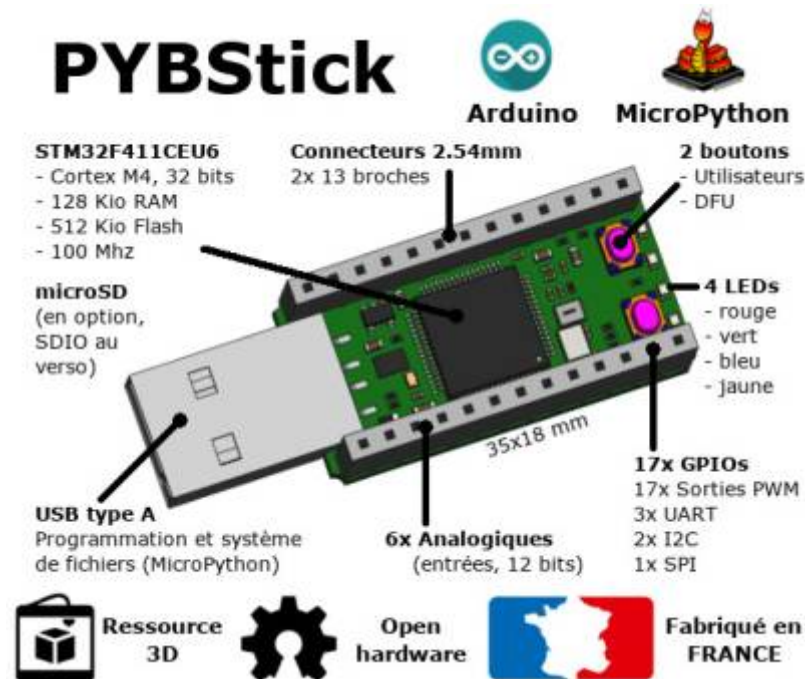 PYBStick
Arduino
MicroPython
STM32F411CEU6
- Cortex M4, 32 bits
- 128 Kio RAM
- 512 Kio Flash
- 100 Mhz
Connecteurs 2.54mm
2x 13 broches
2 boutons
- Utilisateurs
- DFU
microSD
(en option,
SDIO au
verso)
4 LEDs
- rouge
- vert
- bleu
- jaune
35x18 mm
USB type A
Programmation et système
de fichiers (MicroPython)
6x Analogiques
(entrées, 12 bits)
17x GPIOs
17x Sorties PWM
3x UART
2x I2C
1x SPI
Ressource
3D
Open
hardware
Fabriqué en
FRANCE